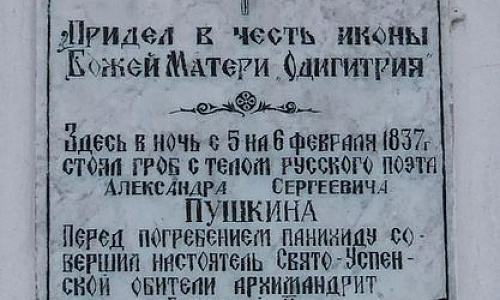 Придел в честь иконы
Божей Матери „Одигитрия"
Здесь в ночь с 5 на 6 февраля 1837г
стоял гроб с телом русского поэта
Александра Сергеевича
ПУШКИНА
Перед погребением панихиду со-
вершил настоятель Свято-Успен-
ской обители архимандрит